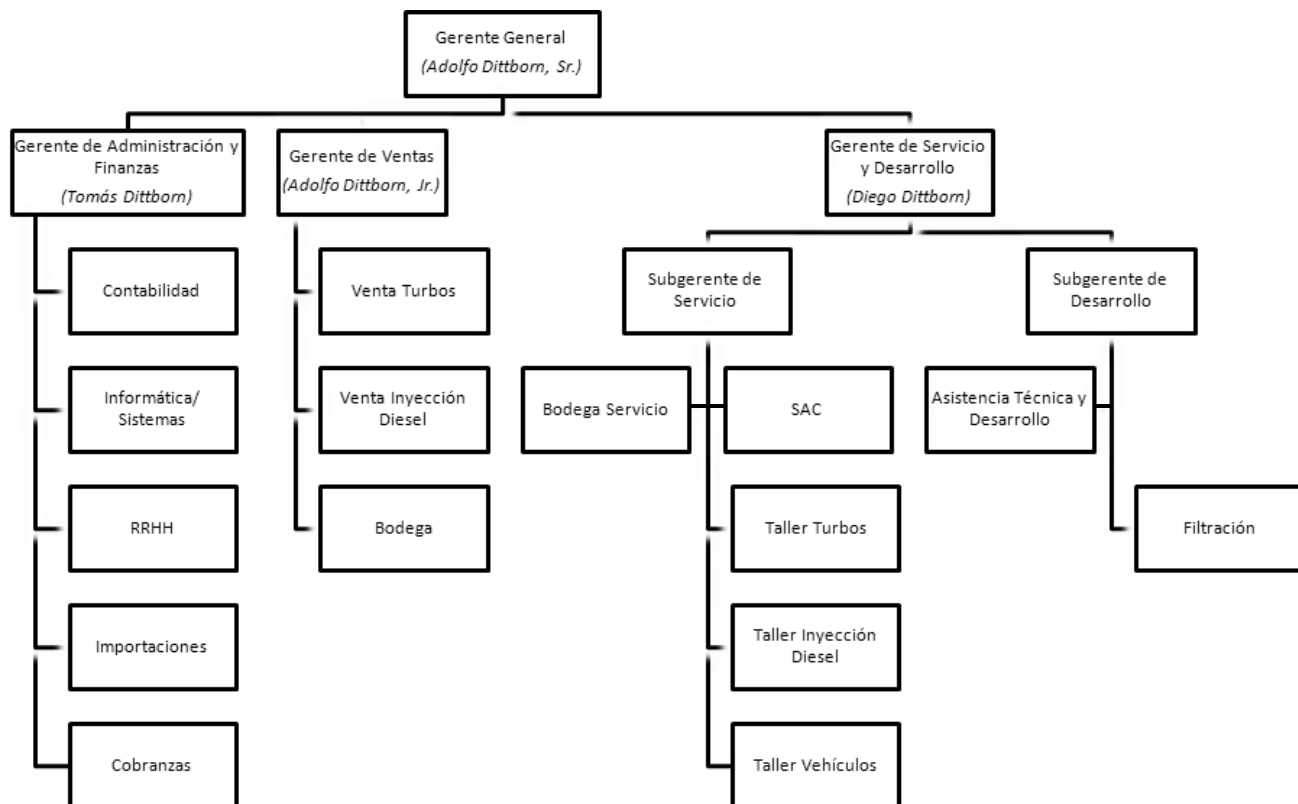 Gerente General
(Adolfo Dittborn, Sr.)
Gerente de Administración y
Finanzas
(Tomás Dittborn)
Gerente de Ventas
(Adolfo Dittborn, Jr.)
Gerente de Servicio
y Desarrollo
(Diego Dittborn)
Contabilidad
Venta Turbos
Subgerente de
Servicio
Subgerente de
Desarrollo
Informática/
Sistemas
Venta Inyección
Diesel
Bodega Servicio
SAC
Asistencia Técnica y
Desarrollo
RRHH
Bodega
Taller Turbos
Filtración
Importaciones
Taller Inyección
Diesel
Cobranzas
Taller Vehículos